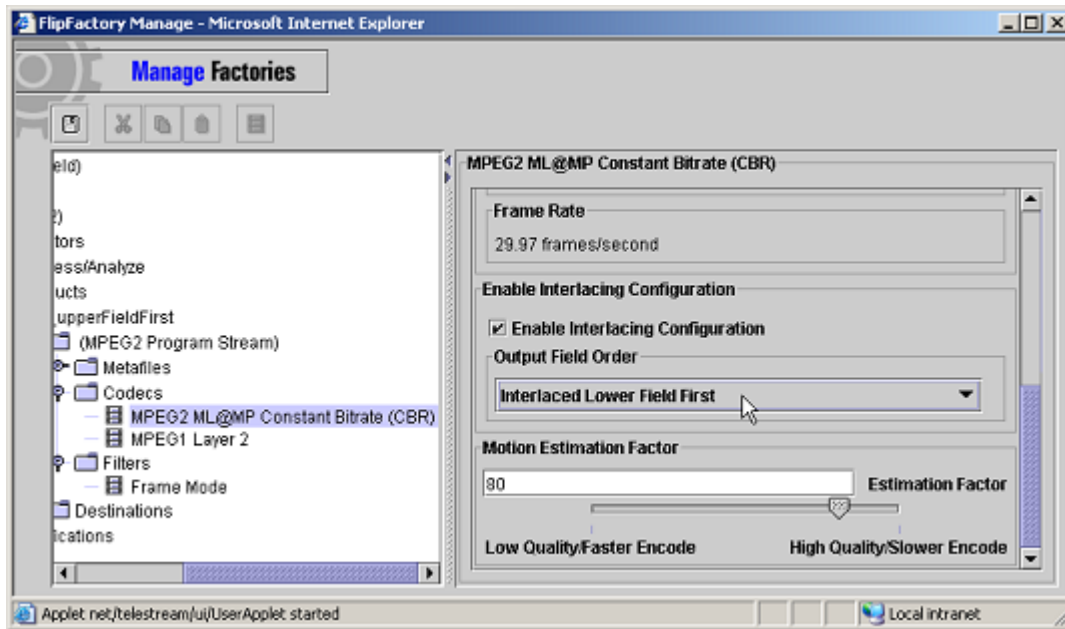 FlipFactory Manage - Microsoft Internet Explorer
Manage Factories
eld)
2)
tors
ess/Analyze
ucts
_upperFieldFirst
(MPEG2 Program Stream)
Metafiles
Codecs
MPEG2 ML@MP Constant Bitrate (CBR)
MPEG1 Layer 2
Filters
Frame Mode
Destinations
ications
MPEG2 ML@MP Constant Bitrate (CBR)
Frame Rate
29.97 frames/second
Enable Interlacing Configuration
Enable Interlacing Configuration
Output Field Order
Interlaced Lower Field First
Motion Estimation Factor
80
Estimation Factor
Low Quality/Faster Encode
High Quality/Slower Encode
Applet net/telestream/ui/UserApplet started
Local intranet